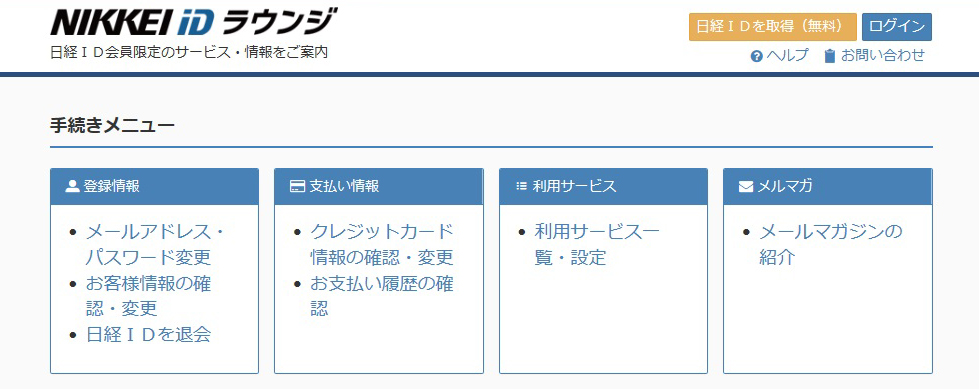 NIKKEI iD ラウンジ
日経ＩＤ会員限定のサービス・情報をご案内
日経ＩＤを取得（無料）
ログイン
ヘルプ
お問い合わせ
手続きメニュー
登録情報
メールアドレス・
パスワード変更
お客様情報の確
認・変更
日経ＩＤを退会
支払い情報
クレジットカード
情報の確認・変更
お支払い履歴の確
認
利用サービス
利用サービス一
覧・設定
メルマガ
メールマガジンの
紹介